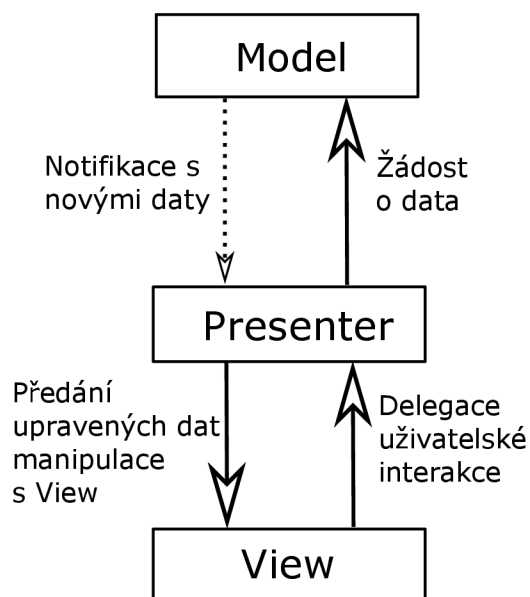 Model
Notifikace s
novými daty
Žádost
o data
Presenter
Předání
upravených dat
manipulace
s View
Delegace
uživatelské
interakce
View